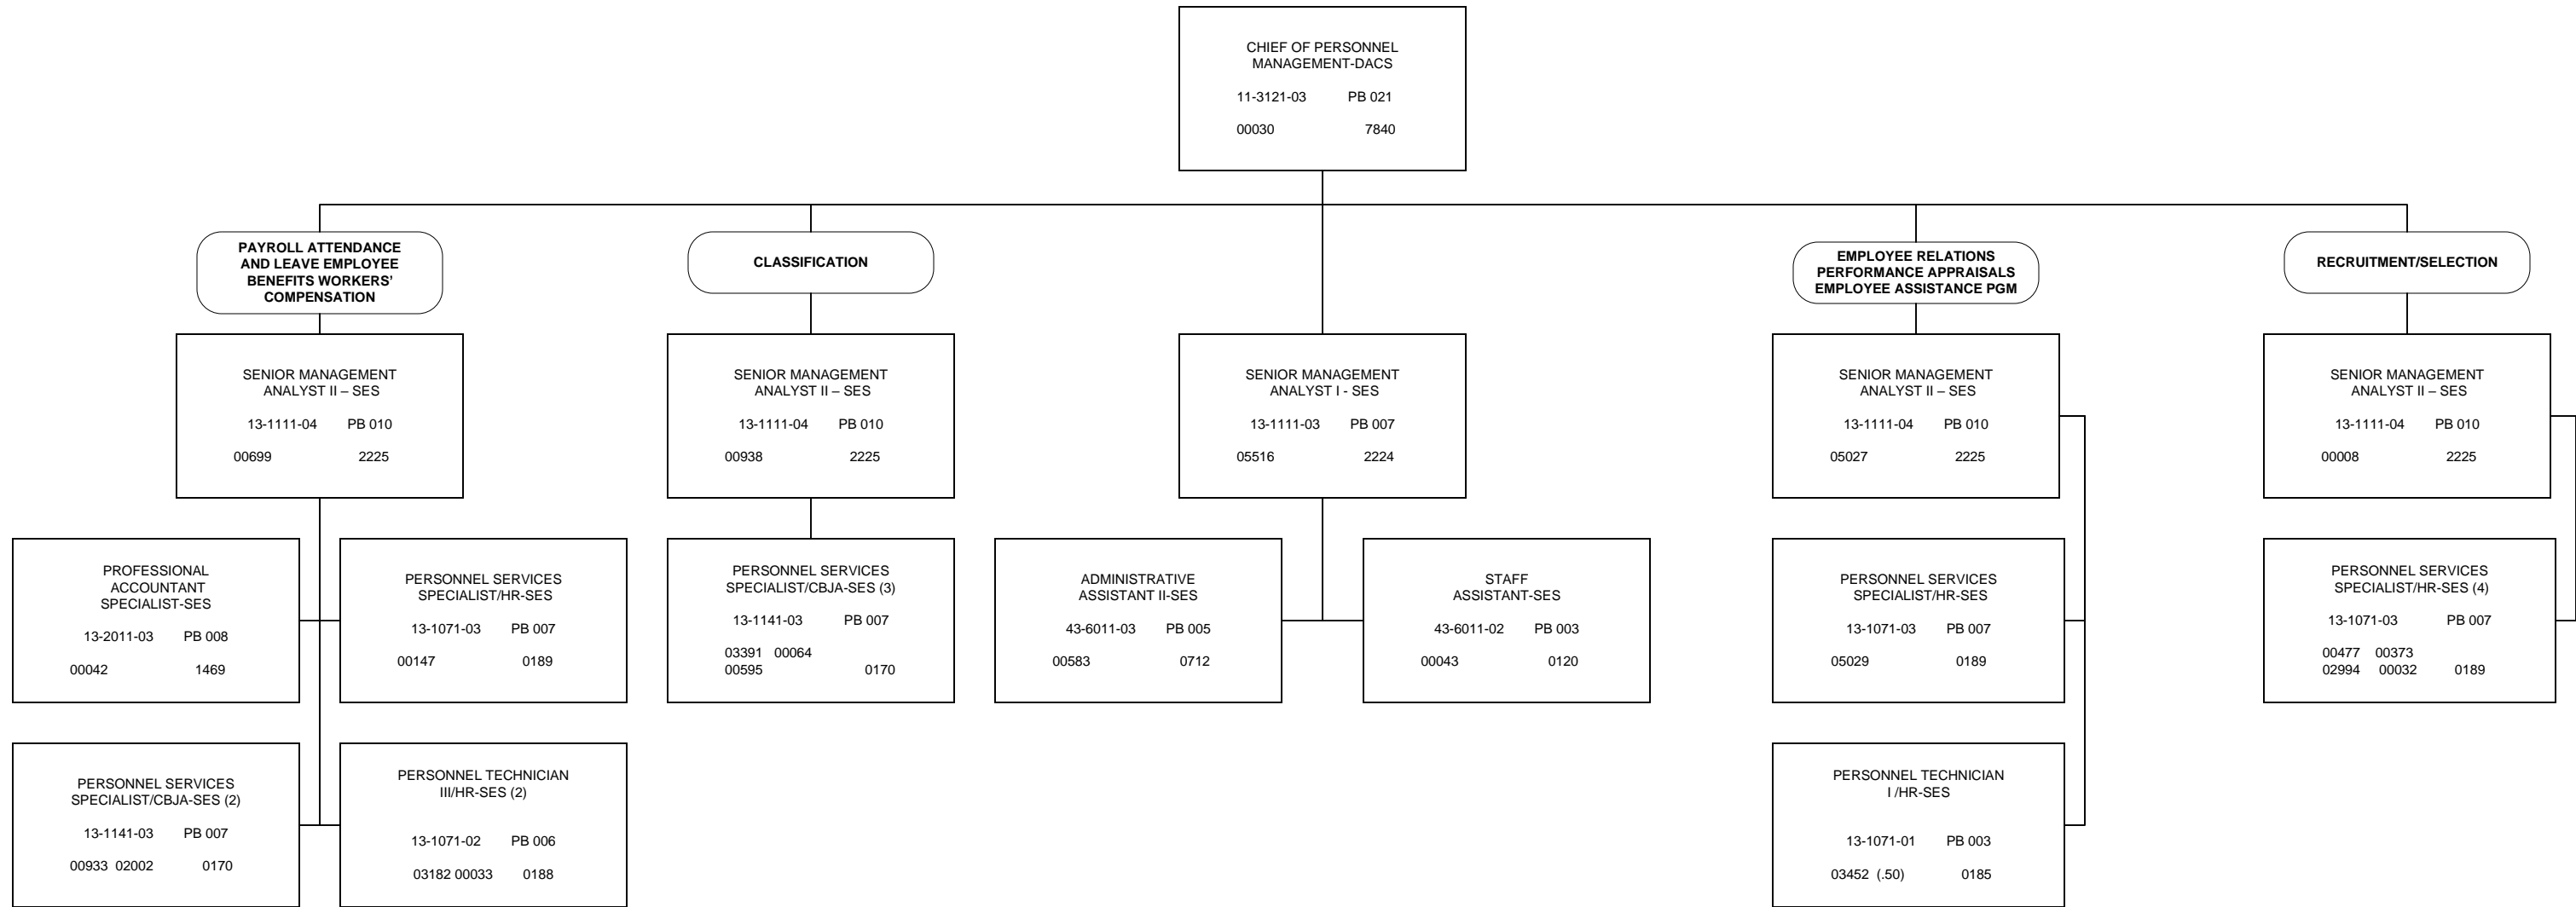 CHIEF OF PERSONNEL
MANAGEMENT-DACS
11-3121-03 PB 021
00030 7840
PAYROLL ATTENDANCE
AND LEAVE EMPLOYEE
BENEFITS WORKERS'
COMPENSATION
SENIOR MANAGEMENT
ANALYST II – SES
13-1111-04 PB 010
00699 2225
PROFESSIONAL
ACCOUNTANT
SPECIALIST-SES
13-2011-03 PB 008
00042 1469
PERSONNEL SERVICES
SPECIALIST/HR-SES
13-1071-03 PB 007
00147 0189
PERSONNEL SERVICES
SPECIALIST/CBJA-SES (2)
13-1141-03 PB 007
00933 02002 0170
PERSONNEL TECHNICIAN
III/HR-SES (2)
13-1071-02 PB 006
03182 00033 0188
CLASSIFICATION
SENIOR MANAGEMENT
ANALYST II – SES
13-1111-04 PB 010
00938 2225
PERSONNEL SERVICES
SPECIALIST/CBJA-SES (3)
13-1141-03 PB 007
03391 00064
00595 0170
SENIOR MANAGEMENT
ANALYST I - SES
13-1111-03 PB 007
05516 2224
ADMINISTRATIVE
ASSISTANT II-SES
43-6011-03 PB 005
00583 0712
STAFF
ASSISTANT-SES
43-6011-02 PB 003
00043 0120
EMPLOYEE RELATIONS
PERFORMANCE APPRAISALS
EMPLOYEE ASSISTANCE PGM
SENIOR MANAGEMENT
ANALYST II – SES
13-1111-04 PB 010
05027 2225
PERSONNEL SERVICES
SPECIALIST/HR-SES
13-1071-03 PB 007
05029 0189
PERSONNEL TECHNICIAN
I /HR-SES
13-1071-01 PB 003
03452 (.50) 0185
RECRUITMENT/SELECTION
SENIOR MANAGEMENT
ANALYST II – SES
13-1111-04 PB 010
00008 2225
PERSONNEL SERVICES
SPECIALIST/HR-SES (4)
13-1071-03 PB 007
00477 00373
02994 00032 0189